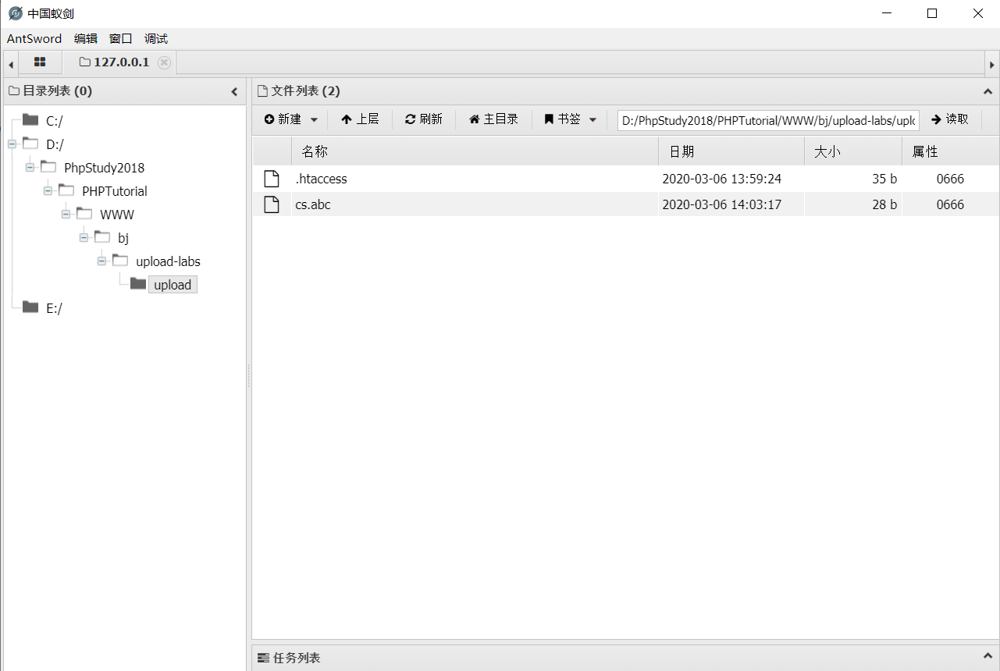 中国蚁剑
AntSword 编辑 窗口 调试
127.0.0.1
目录列表 (0)
C:/
D:/
PhpStudy2018
PHPTutorial
WWW
bj
upload-labs
upload
E:/
文件列表 (2)
新建 上层 刷新 主目录 书签 D:/PhpStudy2018/PHPTutorial/WWW/bj/upload-labs/uplo 读取
名称 日期 大小 属性
.htaccess 2020-03-06 13:59:24 35 b 0666
cs.abc 2020-03-06 14:03:17 28 b 0666
任务列表